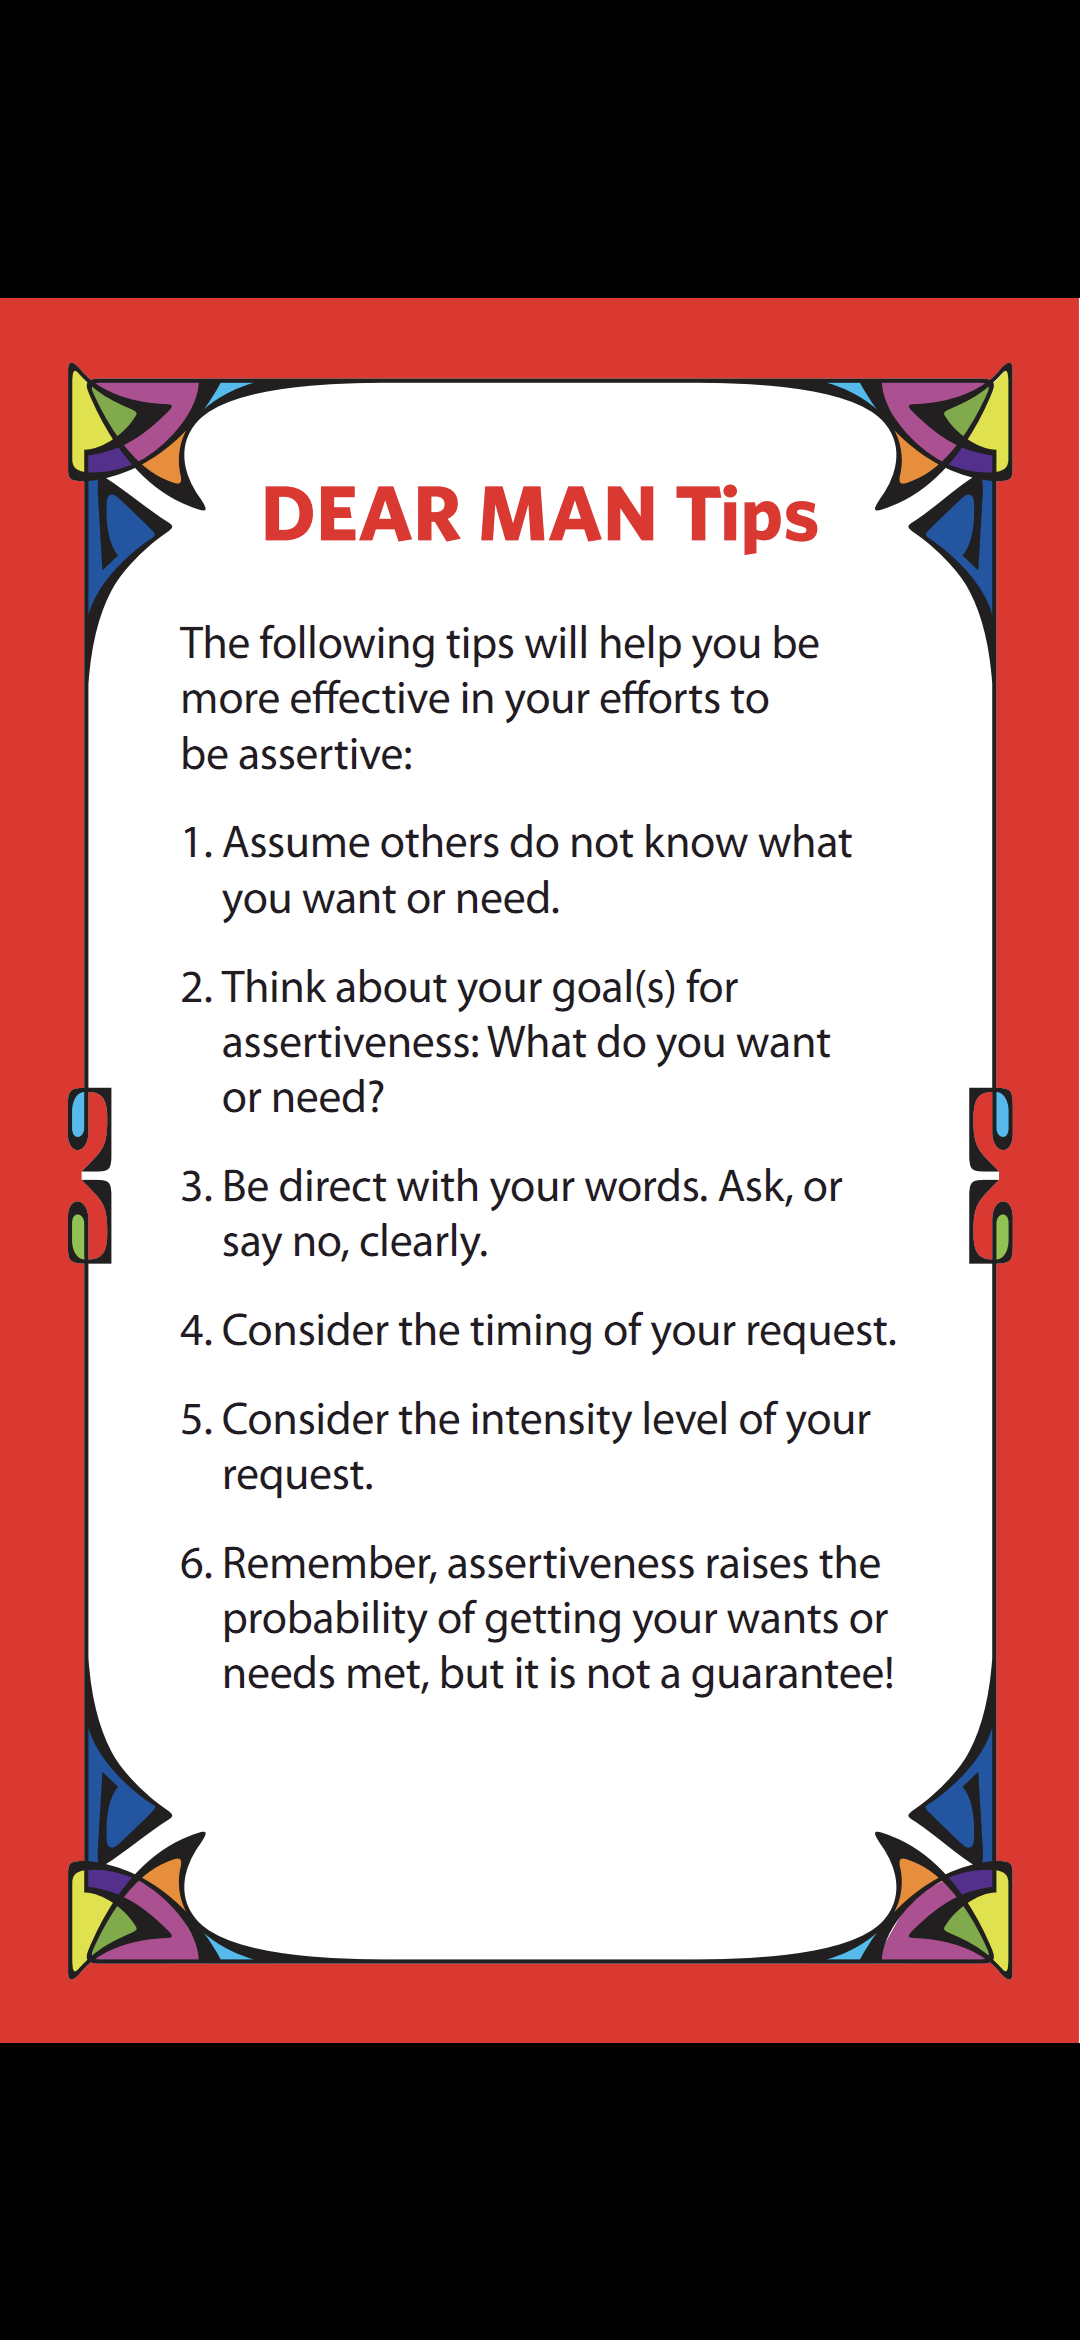 DEAR MAN Tips
The following tips will help you be
more effective in your efforts to
be assertive:
1. Assume others do not know what
you want or need.
2. Think about your goal(s) for
assertiveness: What do you want
or need?
3. Be direct with your words. Ask, or
say no, clearly.
4. Consider the timing of your request.
5. Consider the intensity level of your
request.
6. Remember, assertiveness raises the
probability of getting your wants or
needs met, but it is not a guarantee!